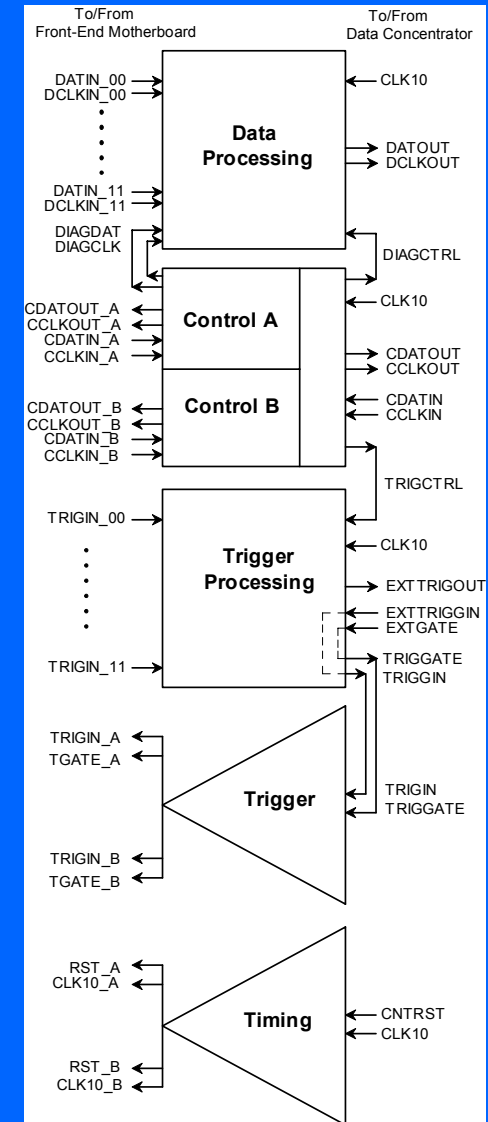 To/From
Front-End Motherboard
To/From
Data Concentrator
DATIN_00
DCLKIN_00
CLK10
Data
Processing
DATOUT
DCLKOUT
DATIN_11
DCLKIN_11
DIAGDAT
DIAGCLK
DIAGCTRL
CLK10
CDATOUT_A
CCLKOUT_A
CDATIN_A
CCLKIN_A
Control A
CDATOUT
CCLKOUT
Control B
CDATIN
CCLKIN
CDATOUT_B
CCLKOUT_B
CDATIN_B
CCLKIN_B
TRIGCTRL
TRIGIN_00
CLK10
Trigger
Processing
EXTTRIGOUT
EXTTRIGGIN
EXTGATE
TRIGGATE
TRIGGIN
TRIGIN_11
TRIGIN_A
TGATE_A
Trigger
TRIGIN
TRIGGATE
TRIGIN_B
TGATE_B
RST_A
CLK10_A
Timing
CNTRST
CLK10
RST_B
CLK10_B